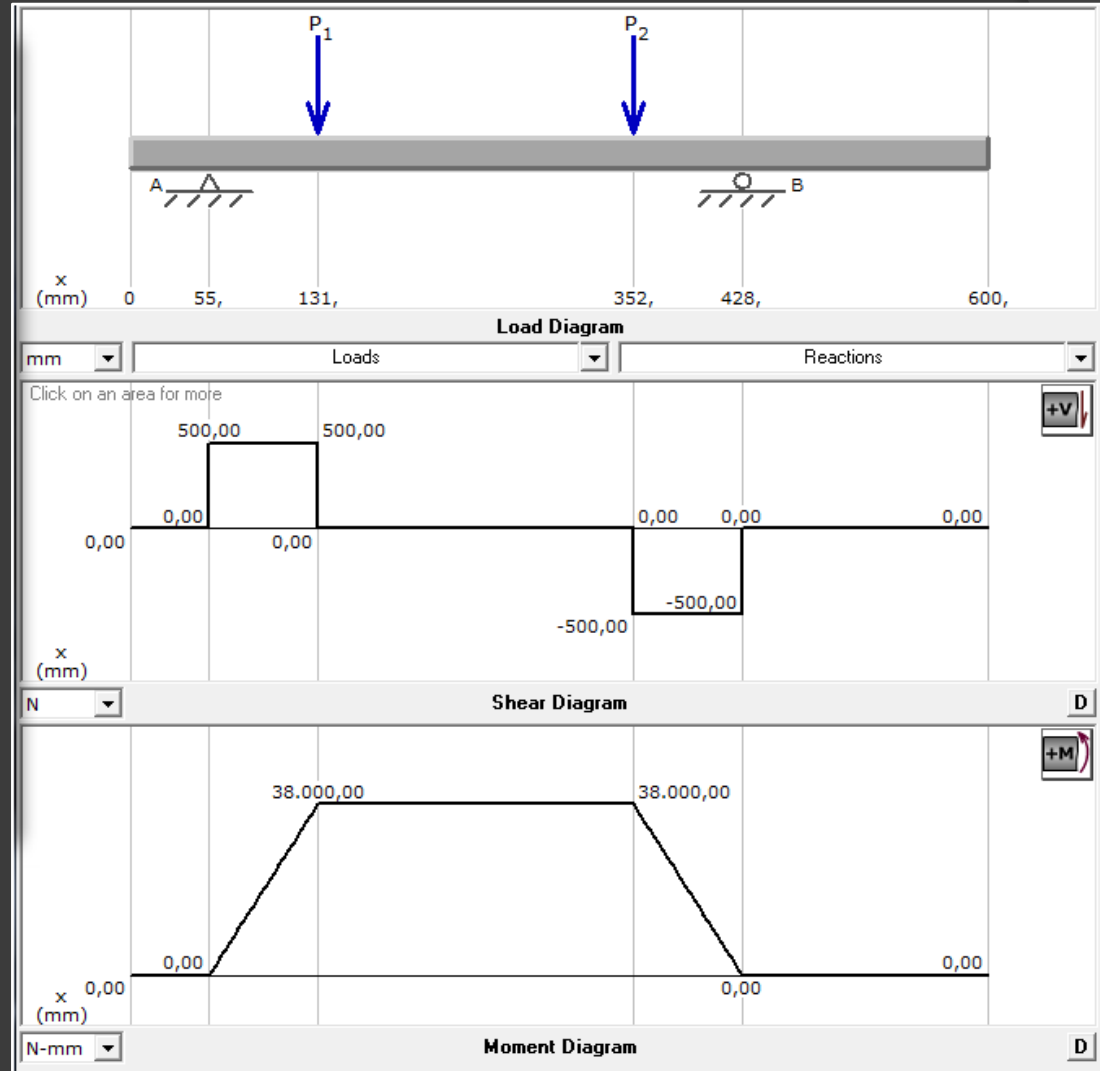 P1 P2
A B
x
(mm) 0 55, 131, 352, 428, 600,
Load Diagram
mm Loads Reactions
Click on an area for more
+V
500,00 500,00
0,00 0,00 0,00 0,00
0,00 0,00
-500,00
-500,00
x
(mm)
N Shear Diagram D
+M
38.000,00 38.000,00
0,00 0,00
0,00 0,00
x
(mm)
N-mm Moment Diagram D